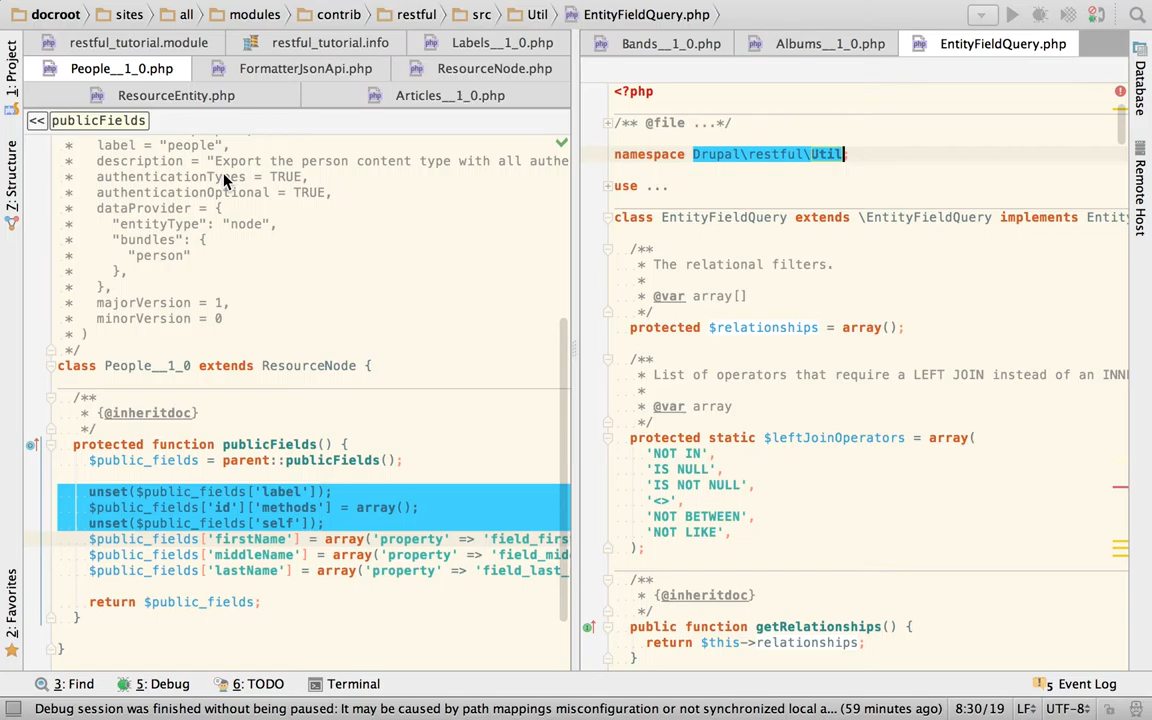 docroot sites all modules contrib restful src Util EntityFieldQuery.php
1: Project
Z: Structure
2: Favorites
restful_tutorial.module restful_tutorial.info Labels__1_0.php
People__1_0.php FormatterJsonApi.php ResourceNode.php
ResourceEntity.php Articles__1_0.php
<< publicFields
* label = "people",
* description = "Export the person content type with all authe
* authenticationTypes = TRUE,
* authenticationOptional = TRUE,
* dataProvider = {
* "entityType": "node",
* "bundles": {
* "person"
* },
* },
* majorVersion = 1,
* minorVersion = 0
* )
*/
class People__1_0 extends ResourceNode {
/**
* {@inheritdoc}
*/
protected function publicFields() {
$public_fields = parent::publicFields();
unset($public_fields['label']);
$public_fields['id']['methods'] = array();
unset($public_fields['self']);
$public_fields['firstName'] = array('property' => 'field_firs
$public_fields['middleName'] = array('property' => 'field_mid
$public_fields['lastName'] = array('property' => 'field_last_
return $public_fields;
}
}
Bands__1_0.php Albums__1_0.php EntityFieldQuery.php
<?php
/** @file ...*/
namespace Drupal\restful\Util;
use ...
class EntityFieldQuery extends \EntityFieldQuery implements Entity
/**
* The relational filters.
*
* @var array[]
*/
protected $relationships = array();
/**
* List of operators that require a LEFT JOIN instead of an INN
*
* @var array
*/
protected static $leftJoinOperators = array(
'NOT IN',
'IS NULL',
'IS NOT NULL',
'<>',
'NOT BETWEEN',
'NOT LIKE',
);
/**
* {@inheritdoc}
*/
public function getRelationships() {
return $this->relationships;
}
Database
Remote Host
3: Find 5: Debug 6: TODO Terminal 5 Event Log
Debug session was finished without being paused: It may be caused by path mappings misconfiguration or not synchronized local a... (59 minutes ago) 8:30/19 LF UTF-8